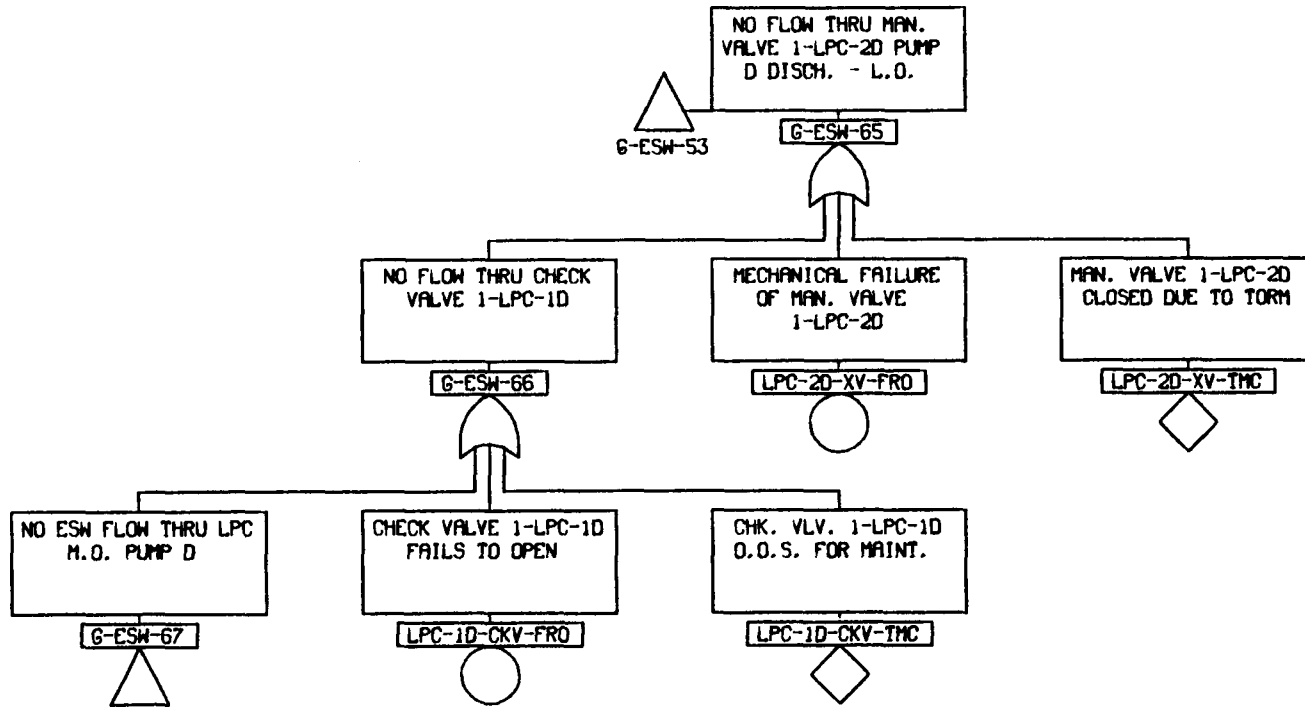 NO FLOW THRU MAN.
VALVE 1-LPC-2D PUMP
D DISCH. - L.O.
G-ESW-53
G-ESW-65
NO FLOW THRU CHECK
VALVE 1-LPC-1D
G-ESW-66
MECHANICAL FAILURE
OF MAN. VALVE
1-LPC-2D
LPC-2D-XV-FRO
MAN. VALVE 1-LPC-2D
CLOSED DUE TO TORM
LPC-2D-XV-TMC
NO ESW FLOW THRU LPC
M.O. PUMP D
G-ESW-67
CHECK VALVE 1-LPC-1D
FAILS TO OPEN
LPC-1D-CKV-FRO
CHK. VLV. 1-LPC-1D
O.O.S. FOR MAINT.
LPC-1D-CKV-TMC